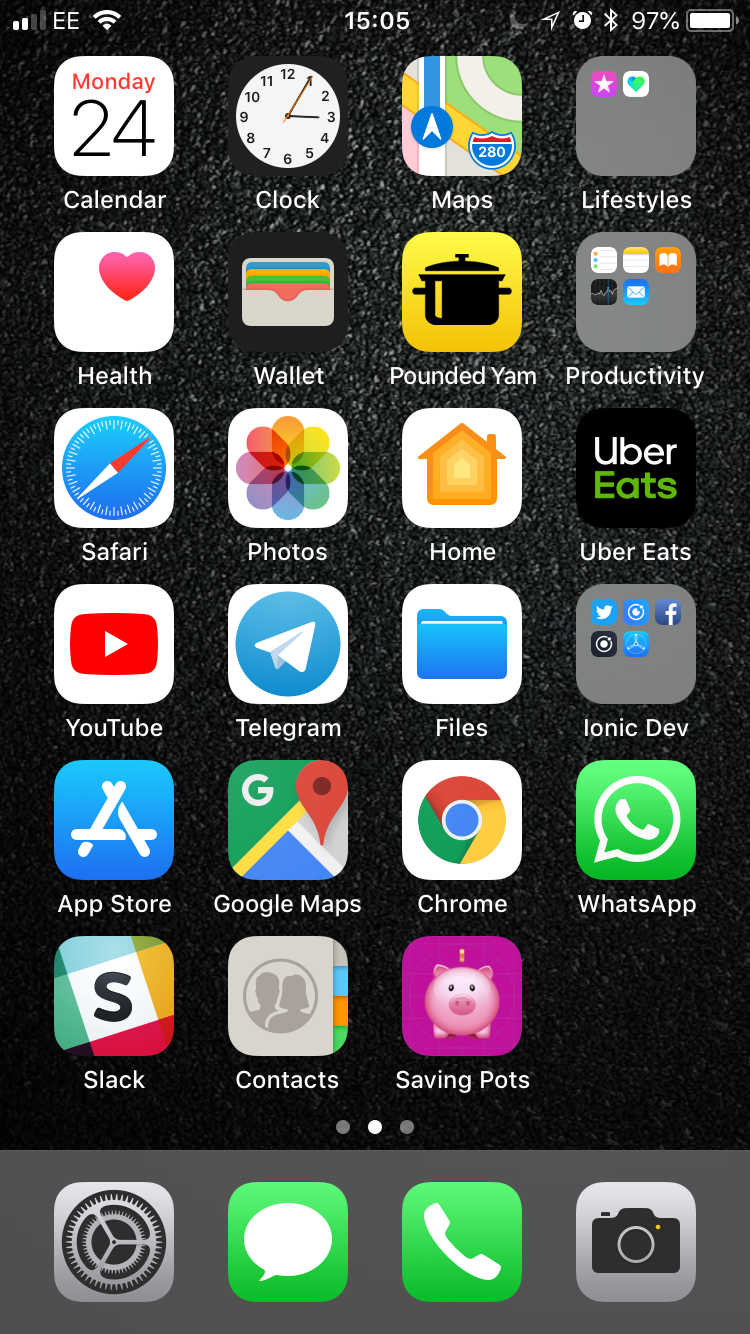 EE 15:05 97%
Monday
24
12
11 1
10 2
9 3
8 4
7 5
6
280
Calendar Clock Maps Lifestyles
Health Wallet Pounded Yam Productivity
Uber
Eats
Safari Photos Home Uber Eats
f
YouTube Telegram Files Ionic Dev
G
App Store Google Maps Chrome WhatsApp
S
Slack Contacts Saving Pots